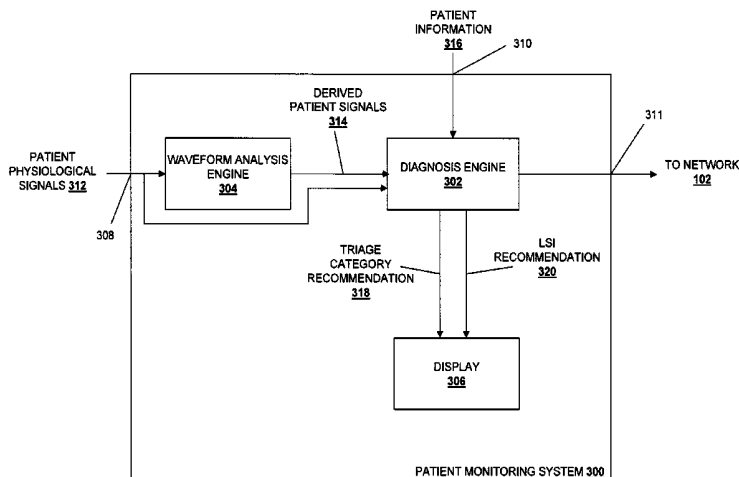 PATIENT
INFORMATION
316
310
DERIVED
PATIENT SIGNALS
314
311
PATIENT
PHYSIOLOGICAL
SIGNALS 312
WAVEFORM ANALYSIS
ENGINE
304
DIAGNOSIS ENGINE
302
TO NETWORK
102
308
TRIAGE
CATEGORY
RECOMMENDATION
318
LSI
RECOMMENDATION
320
DISPLAY
306
PATIENT MONITORING SYSTEM 300